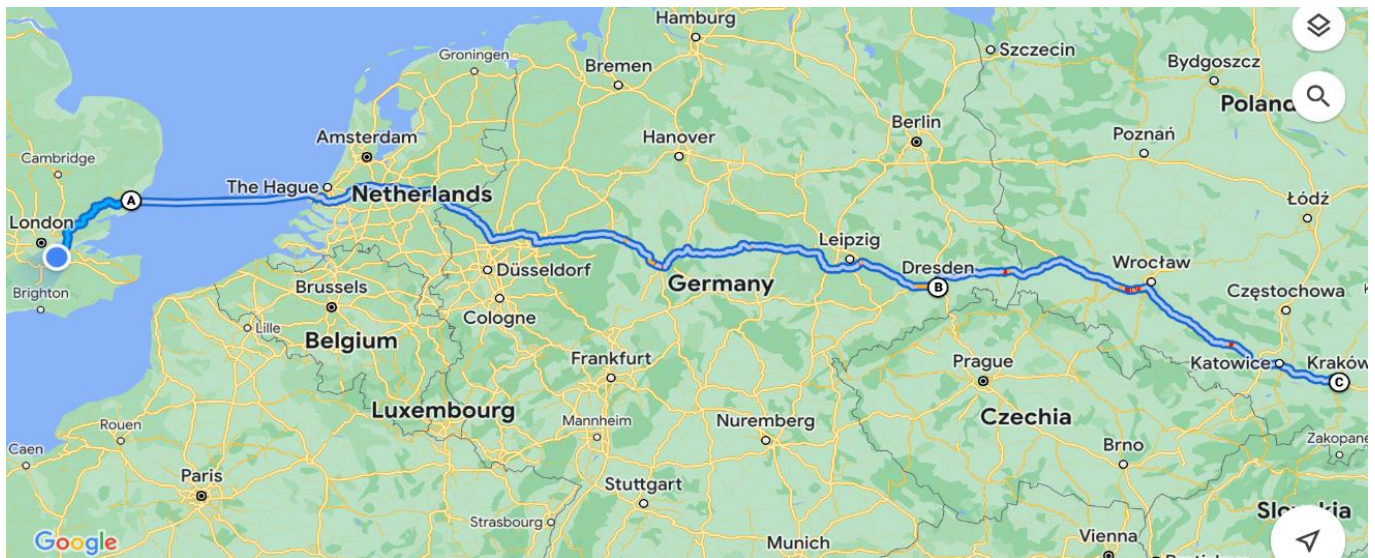 Hamburg
Szczecin
Groningen
Bremen
Bydgoszcz
Poland
Amsterdam
Hanover
Berlin
Poznań
Cambridge
The Hague
Netherlands
A
Łódź
London
Leipzig
Düsseldorf
Germany
Dresden
Wrocław
B
Brighton
Brussels
Częstochowa
Cologne
Lille
Belgium
Frankfurt
Prague
Katowice
Kraków
C
Luxembourg
Czechia
Rouen
Mannheim
Nuremberg
Caen
Brno
Zakopane
Paris
Stuttgart
Strasbourg
Google
Munich
Vienna